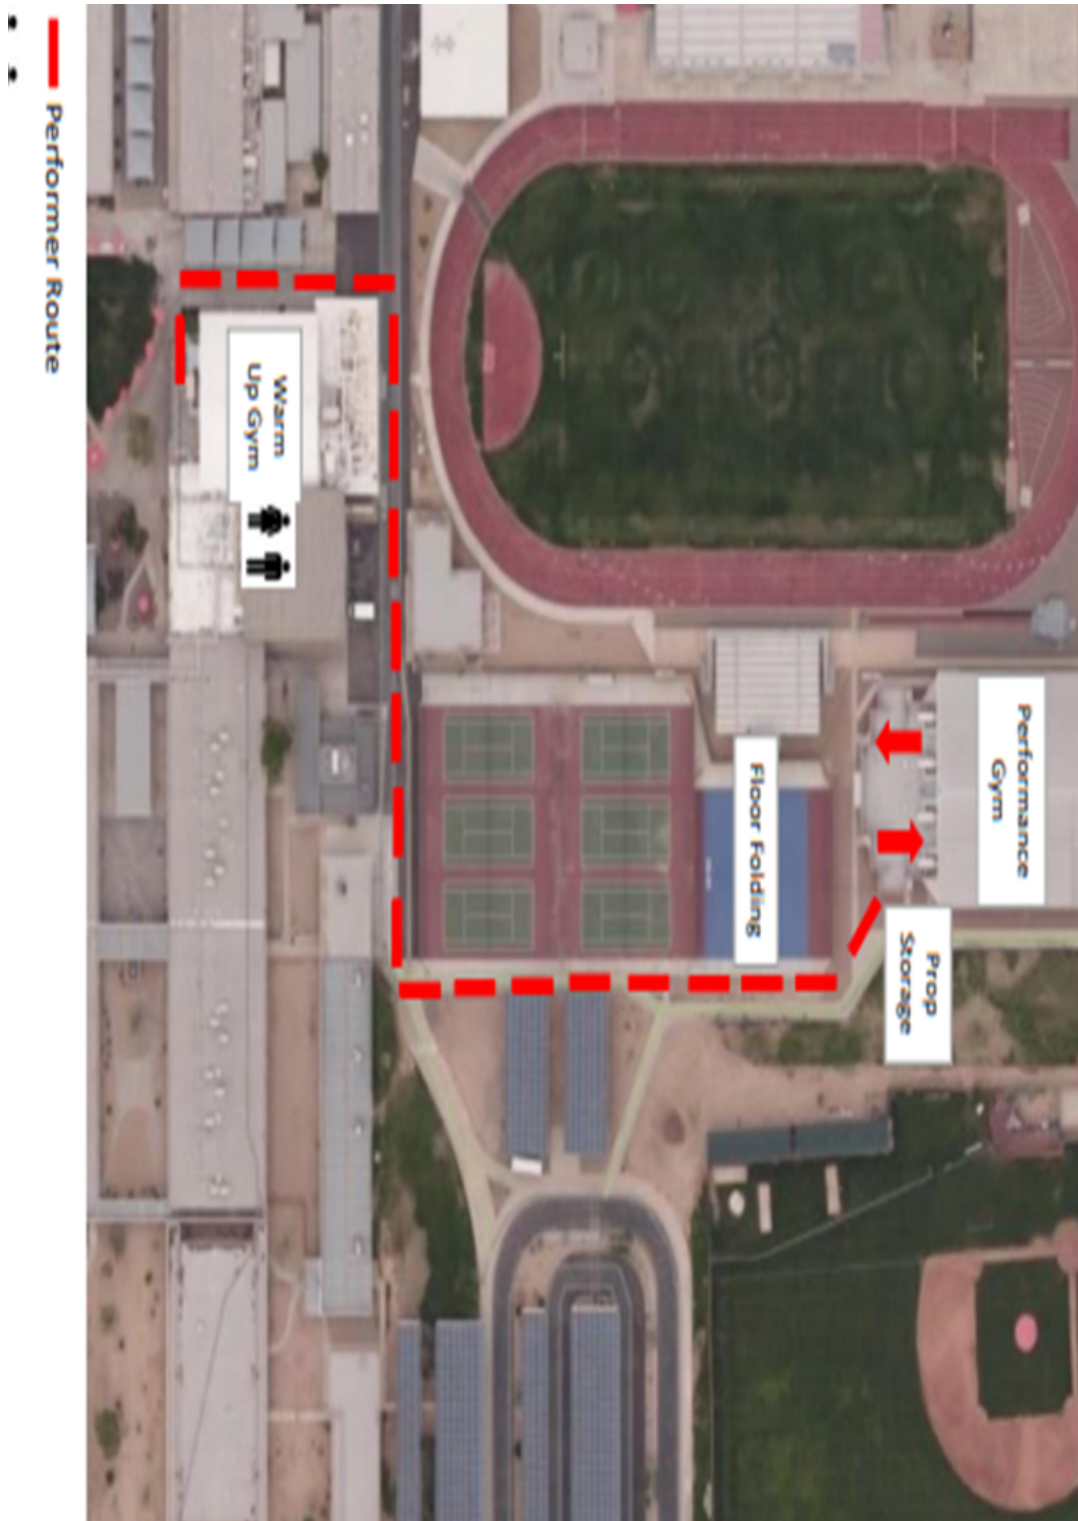 Performance
Gym
Prop
Storage
Floor Folding
Warm
Up Gym
Performer Route